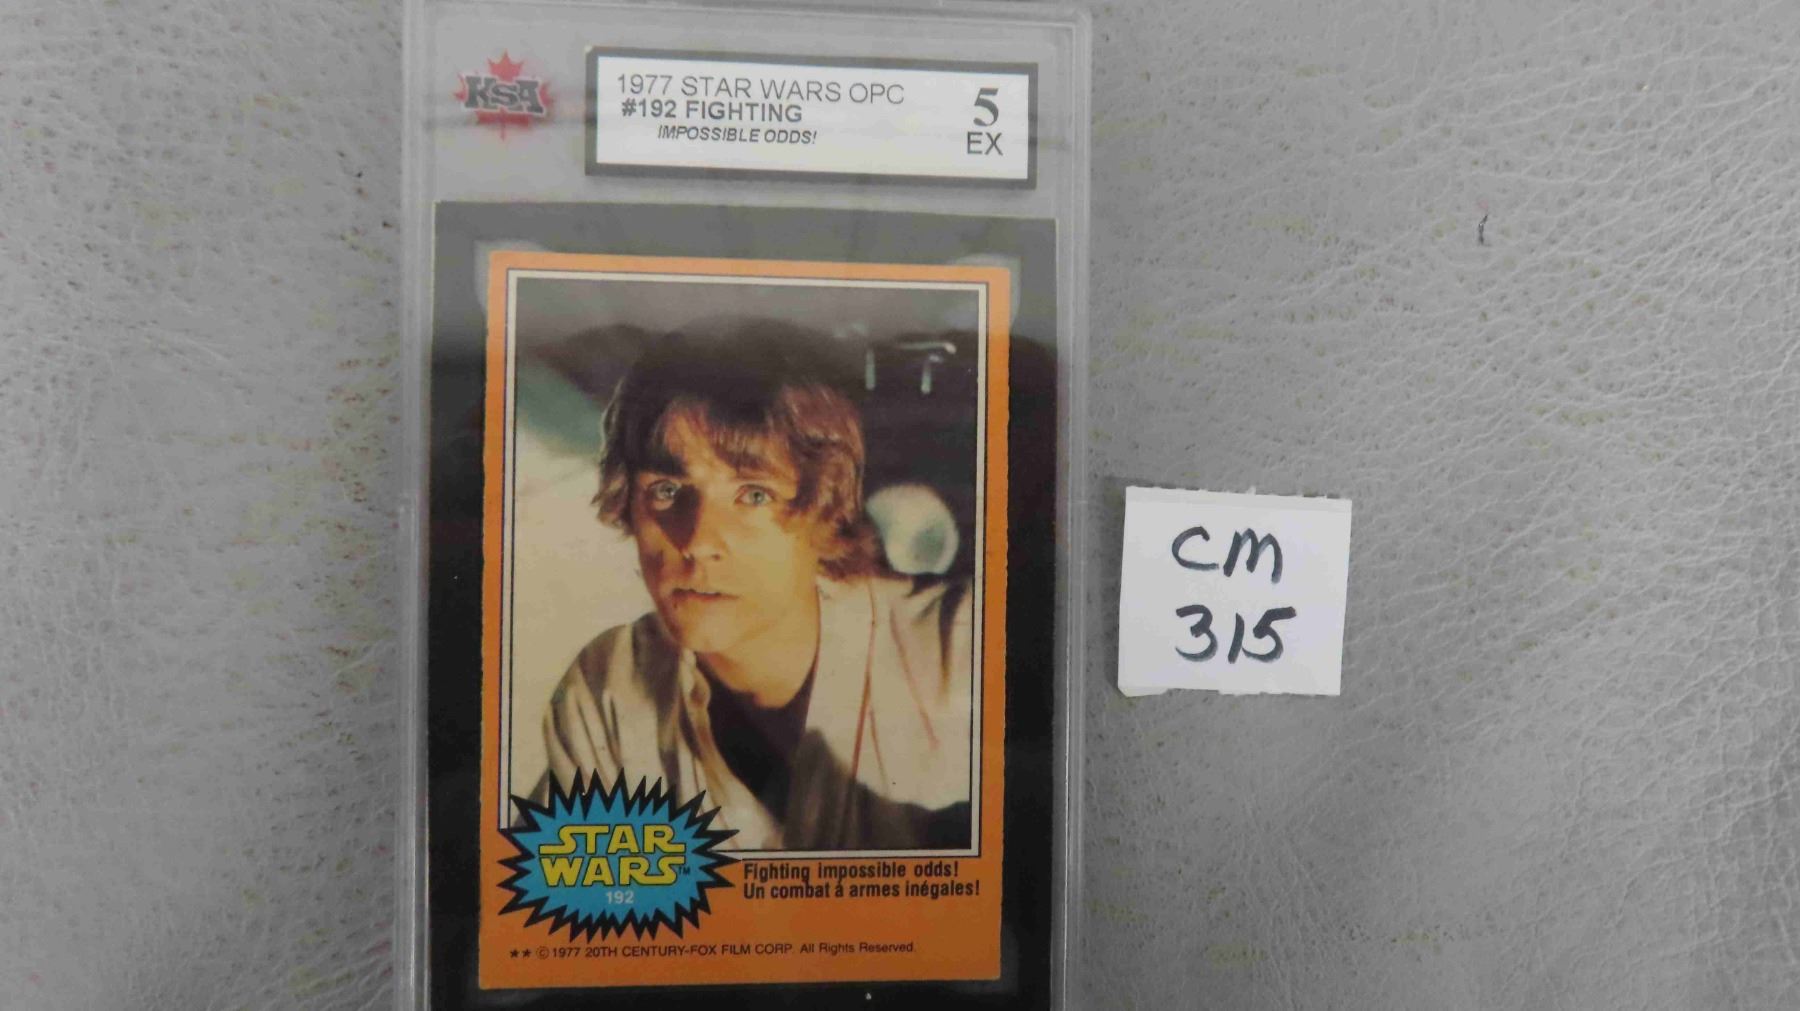 KSA
1977 STAR WARS OPC
#192 FIGHTING
IMPOSSIBLE ODDS!
5
EX
CM
315
STAR
WARS™
192
Fighting impossible odds!
Un combat à armes inégales!
★★ ©1977 20TH CENTURY-FOX FILM CORP. All Rights Reserved.